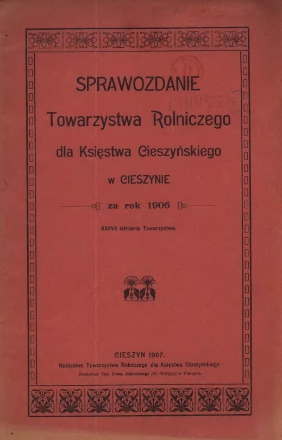 SPRAWOZDANIE
Towarzystwa Rolniczego
dla Księstwa Cieszyńskiego
w CIESZYNIE
za rok 1906
XXXVII istnienia Towarzystwa.
CIESZYN 1907.
Nakładem Towarzystwa Rolniczego dla Księstwa Cieszyńskiego.